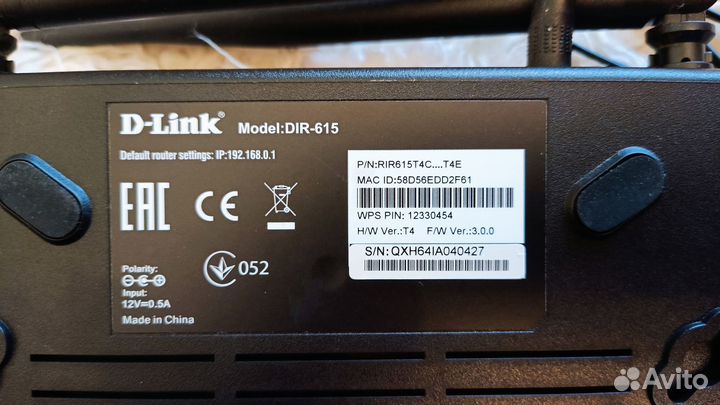 D-Link Model:DIR-615
Default router settings: IP:192.168.0.1
P/N:RIR615T4C....T4E
MAC ID:58D56EDD2F61
WPS PIN: 12330454
H/W Ver.:T4 F/W Ver.:3.0.0
S/N:QXH64IA040427
EAC CE
052
Polarity:
Input:
12V=0.5A
Made in China
Avito